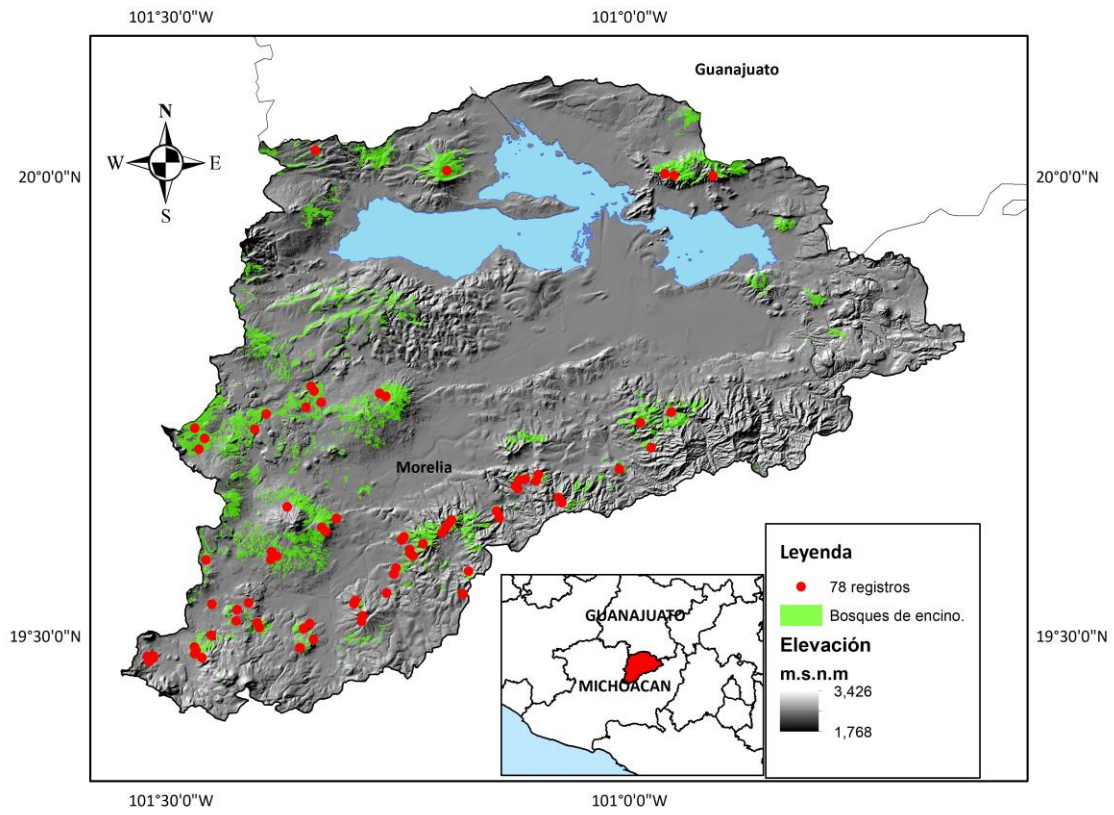 101°30'0"W
101°0'0"W
Guanajuato
N
W
E
S
20°0'0"N
20°0'0"N
Morelia
19°30'0"N
19°30'0"N
GUANAJUATO
MICHOACAN
Leyenda
78 registros
Bosques de encino.
Elevación
m.s.n.m
3,426
1,768
101°30'0"W
101°0'0"W